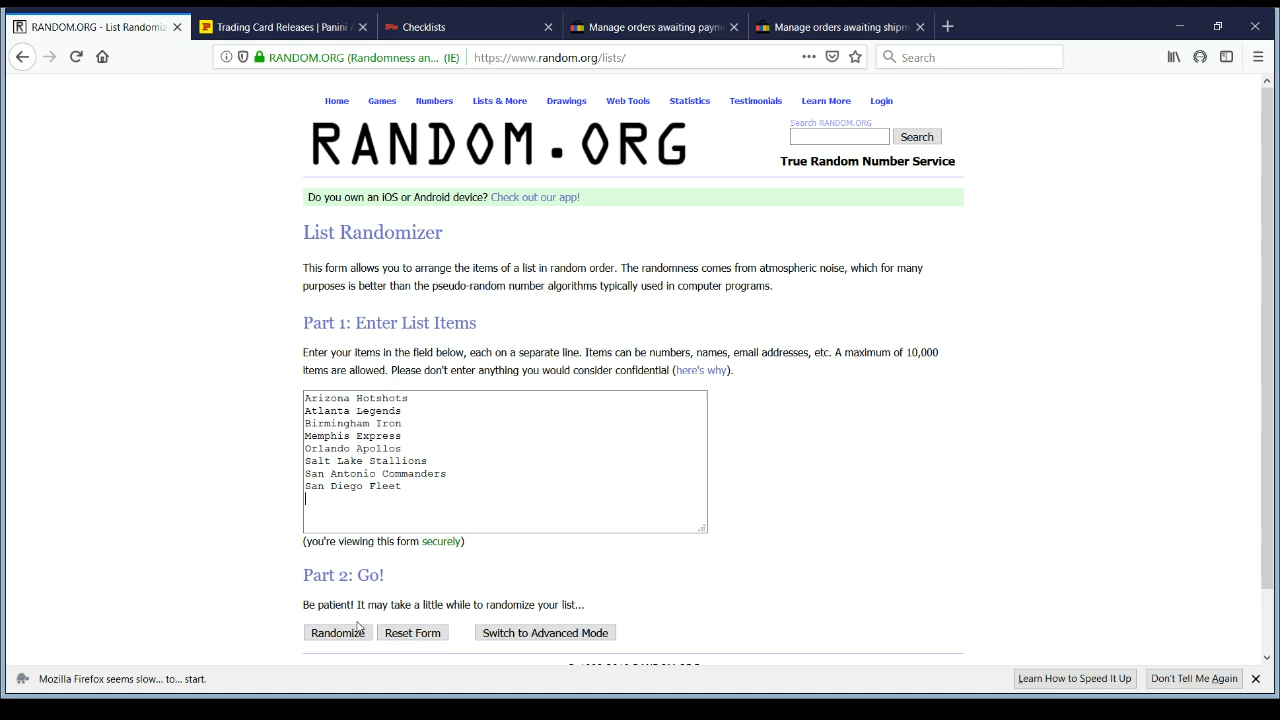 RANDOM.ORG - List Randomiz
Trading Card Releases | Panini
Checklists
Manage orders awaiting paym
Manage orders awaiting shipm
RANDOM.ORG (Randomness an... (IE)
https://www.random.org/lists/
Search
Home Games Numbers Lists & More Drawings Web Tools Statistics Testimonials Learn More Login
RANDOM.ORG
Search RANDOM.ORG
Search
True Random Number Service
Do you own an iOS or Android device? Check out our app!
List Randomizer
This form allows you to arrange the items of a list in random order. The randomness comes from atmospheric noise, which for many
purposes is better than the pseudo-random number algorithms typically used in computer programs.
Part 1: Enter List Items
Enter your items in the field below, each on a separate line. Items can be numbers, names, email addresses, etc. A maximum of 10,000
items are allowed. Please don't enter anything you would consider confidential (here's why).
Arizona Hotshots
Atlanta Legends
Birmingham Iron
Memphis Express
Orlando Apollos
Salt Lake Stallions
San Antonio Commanders
San Diego Fleet
(you're viewing this form securely)
Part 2: Go!
Be patient! It may take a little while to randomize your list...
Randomize Reset Form Switch to Advanced Mode
Mozilla Firefox seems slow... to... start.
Learn How to Speed It Up
Don't Tell Me Again